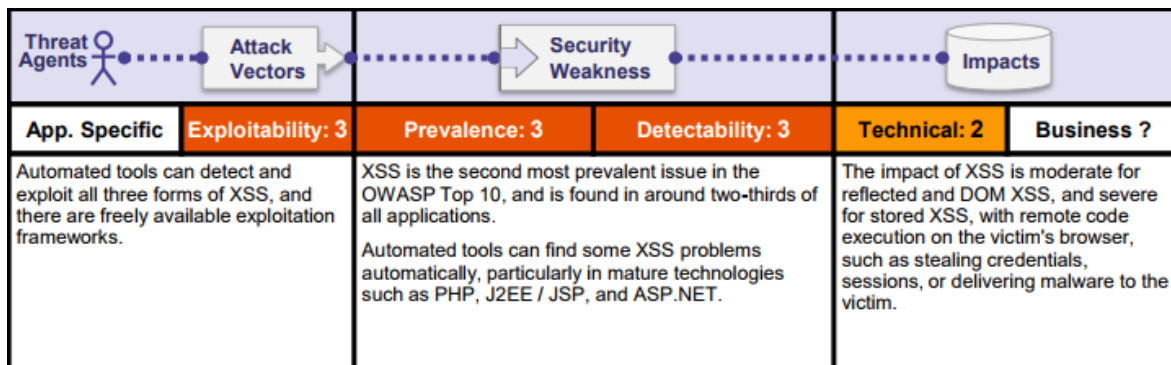 Threat
Agents
Attack
Vectors
Security
Weakness
Impacts
App. Specific
Exploitability: 3
Prevalence: 3
Detectability: 3
Technical: 2
Business ?
Automated tools can detect and
exploit all three forms of XSS, and
there are freely available exploitation
frameworks.
XSS is the second most prevalent issue in the
OWASP Top 10, and is found in around two-thirds of
all applications.
Automated tools can find some XSS problems
automatically, particularly in mature technologies
such as PHP, J2EE / JSP, and ASP.NET.
The impact of XSS is moderate for
reflected and DOM XSS, and severe
for stored XSS, with remote code
execution on the victim's browser,
such as stealing credentials,
sessions, or delivering malware to the
victim.